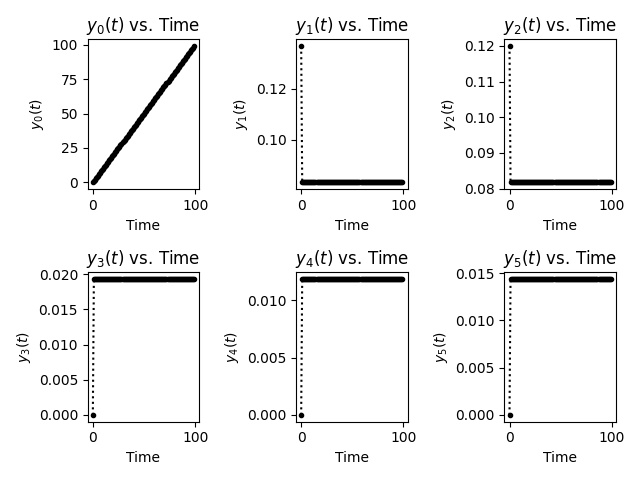 y₀(t) vs. Time
y₀(t)
100
75
50
25
0
0
100
Time
y₁(t) vs. Time
y₁(t)
0.12
0.10
0
100
Time
y₂(t) vs. Time
y₂(t)
0.12
0.11
0.10
0.09
0.08
0
100
Time
y₃(t) vs. Time
y₃(t)
0.020
0.015
0.010
0.005
0.000
0
100
Time
y₄(t) vs. Time
y₄(t)
0.010
0.005
0.000
0
100
Time
y₅(t) vs. Time
y₅(t)
0.015
0.010
0.005
0.000
0
100
Time